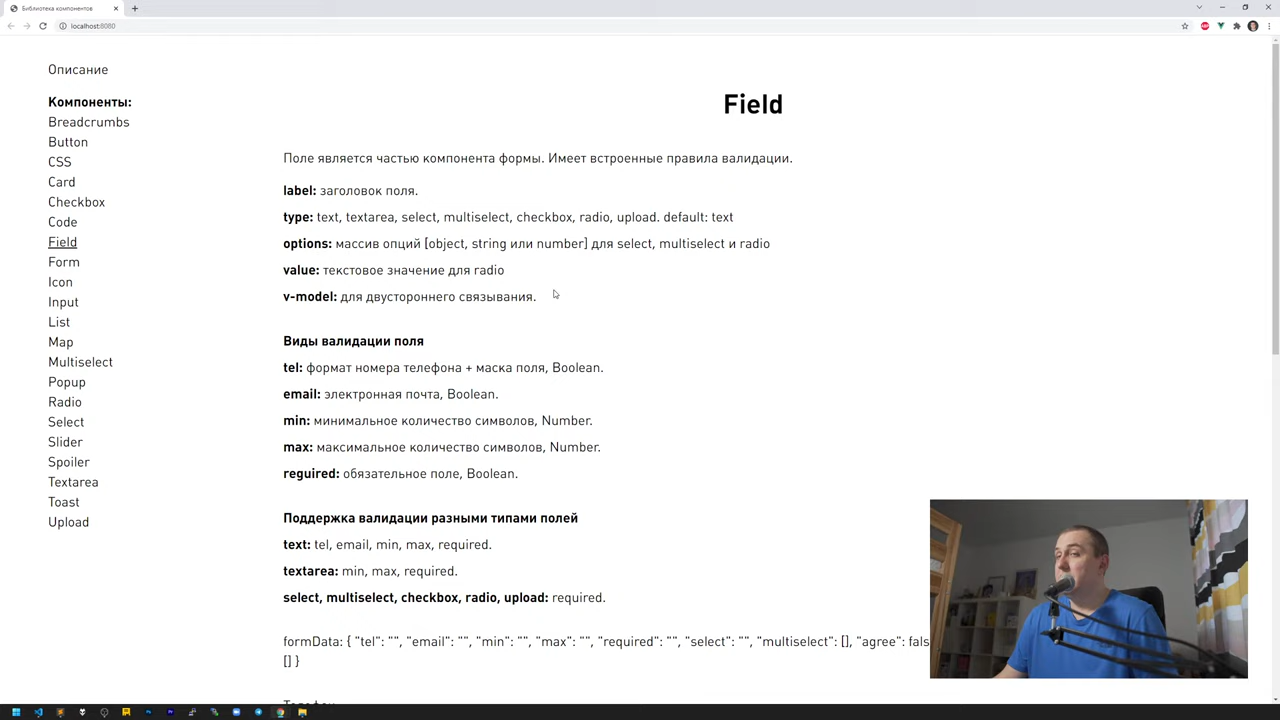 Библиотека компонентов
localhost:8080
Описание
Компоненты:
Breadcrumbs
Button
CSS
Card
Checkbox
Code
Field
Form
Icon
Input
List
Map
Multiselect
Popup
Radio
Select
Slider
Spoiler
Textarea
Toast
Upload
Field
Поле является частью компонента формы. Имеет встроенные правила валидации.
label: заголовок поля.
type: text, textarea, select, multiselect, checkbox, radio, upload. default: text
options: массив опций [object, string или number] для select, multiselect и radio
value: текстовое значение для radio
v-model: для двустороннего связывания.
Виды валидации поля
tel: формат номера телефона + маска поля, Boolean.
email: электронная почта, Boolean.
min: минимальное количество символов, Number.
max: максимальное количество символов, Number.
reguired: обязательное поле, Boolean.
Поддержка валидации разными типами полей
text: tel, email, min, max, required.
textarea: min, max, required.
select, multiselect, checkbox, radio, upload: required.
formData: { "tel": "", "email": "", "min": "", "max": "", "required": "", "select": "", "multiselect": [], "agree": fals
[] }